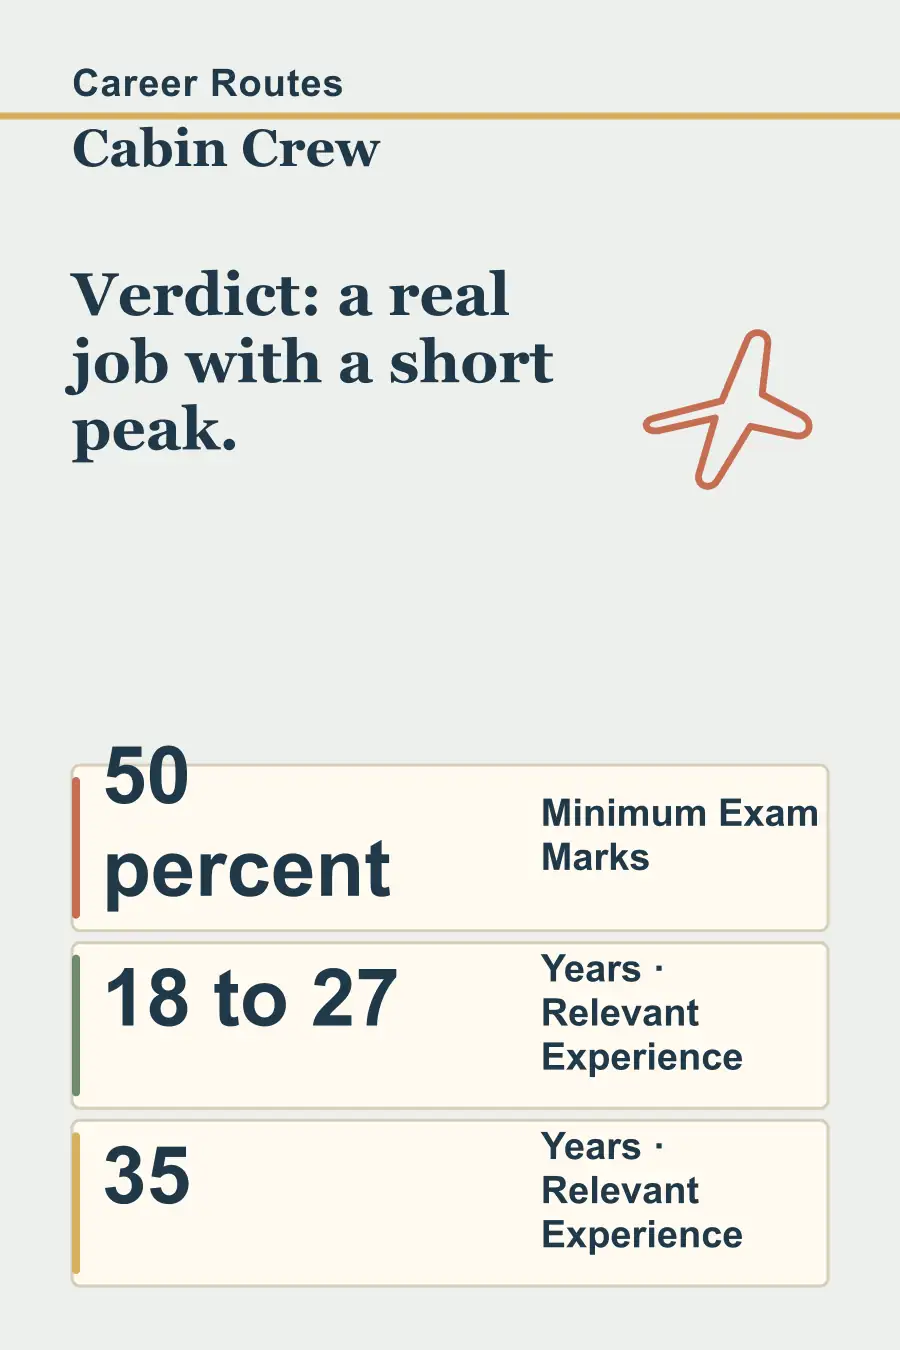 Career Routes
Cabin Crew
Verdict: a real
job with a short
peak.
50
percent
Minimum Exam
Marks
18 to 27
Years ·
Relevant
Experience
35
Years ·
Relevant
Experience